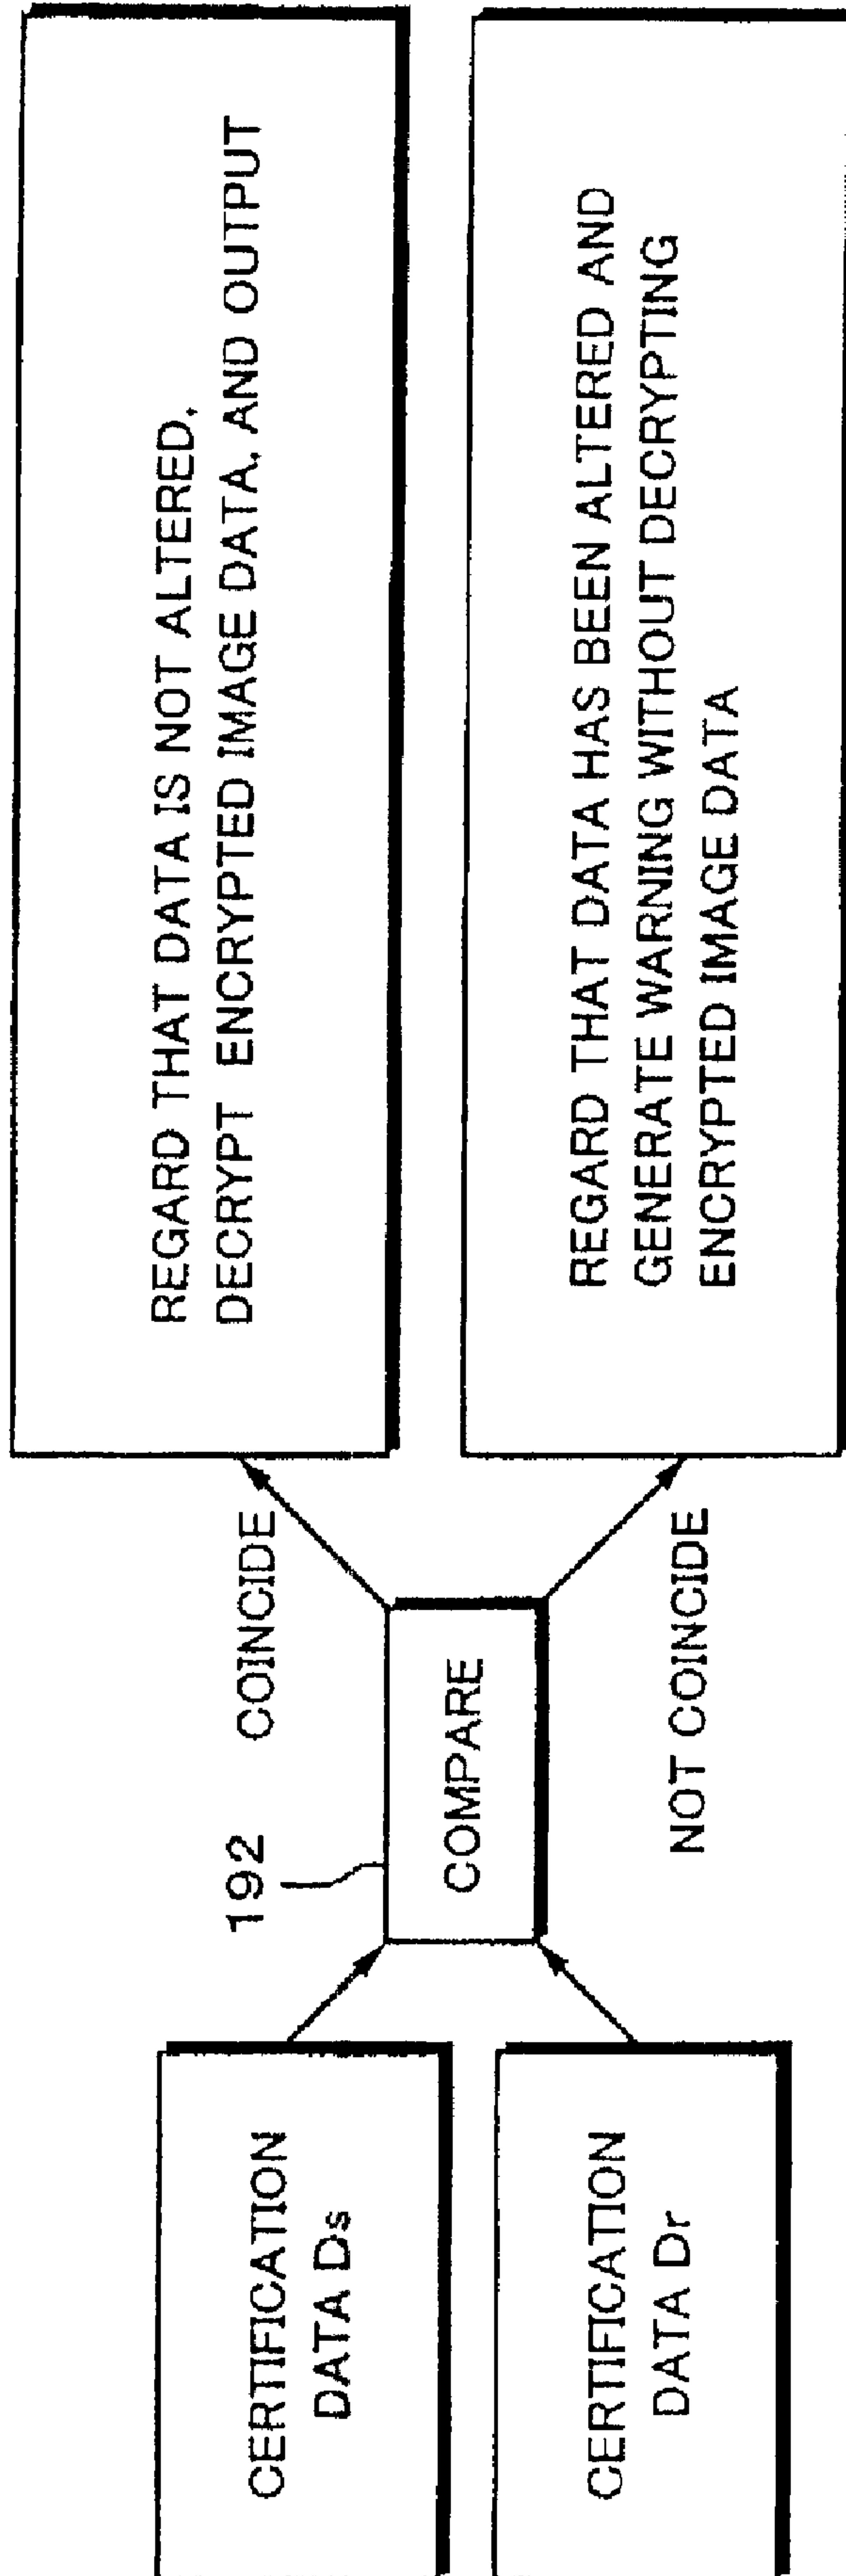 CERTIFICATION
DATA Ds
CERTIFICATION
DATA Dr
192
COMPARE
COINCIDE
NOT COINCIDE
REGARD THAT DATA IS NOT ALTERED,
DECRYPT ENCRYPTED IMAGE DATA, AND OUTPUT
REGARD THAT DATA HAS BEEN ALTERED AND
GENERATE WARNING WITHOUT DECRYPTING
ENCRYPTED IMAGE DATA